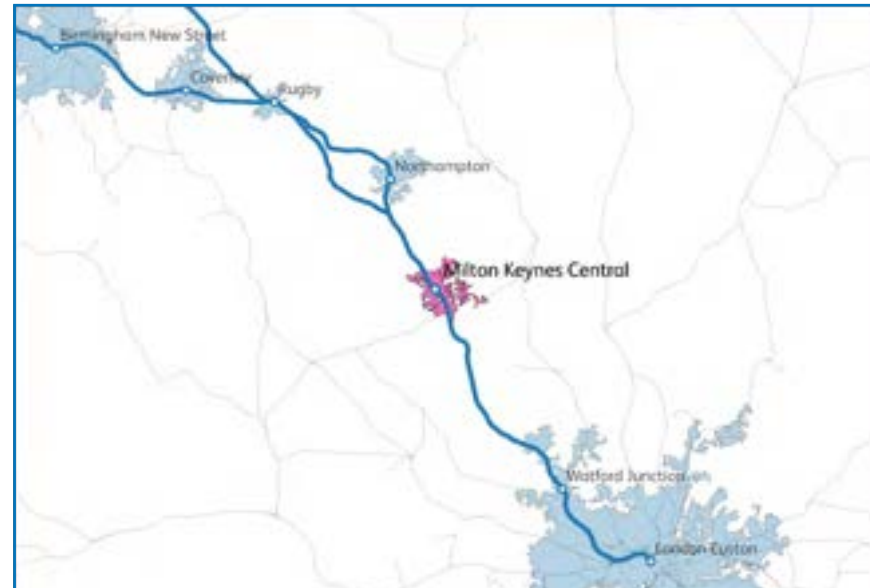 Birmingham New Street
Coventry
Rugby
Northampton
Milton Keynes Central
Watford Junction
London Euston